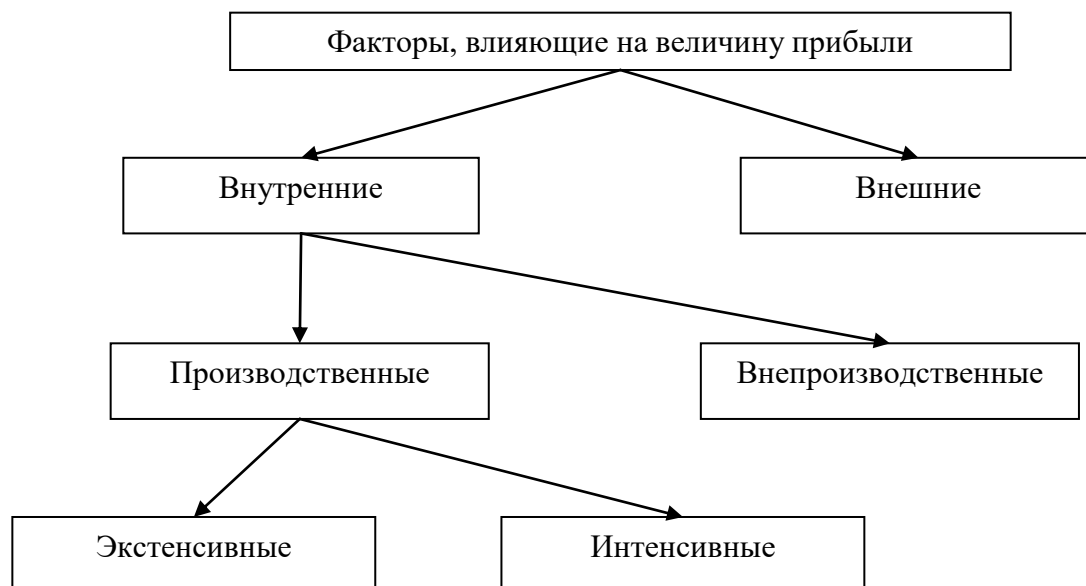 Факторы, влияющие на величину прибыли
Внутренние
Внешние
Производственные
Внепроизводственные
Экстенсивные
Интенсивные